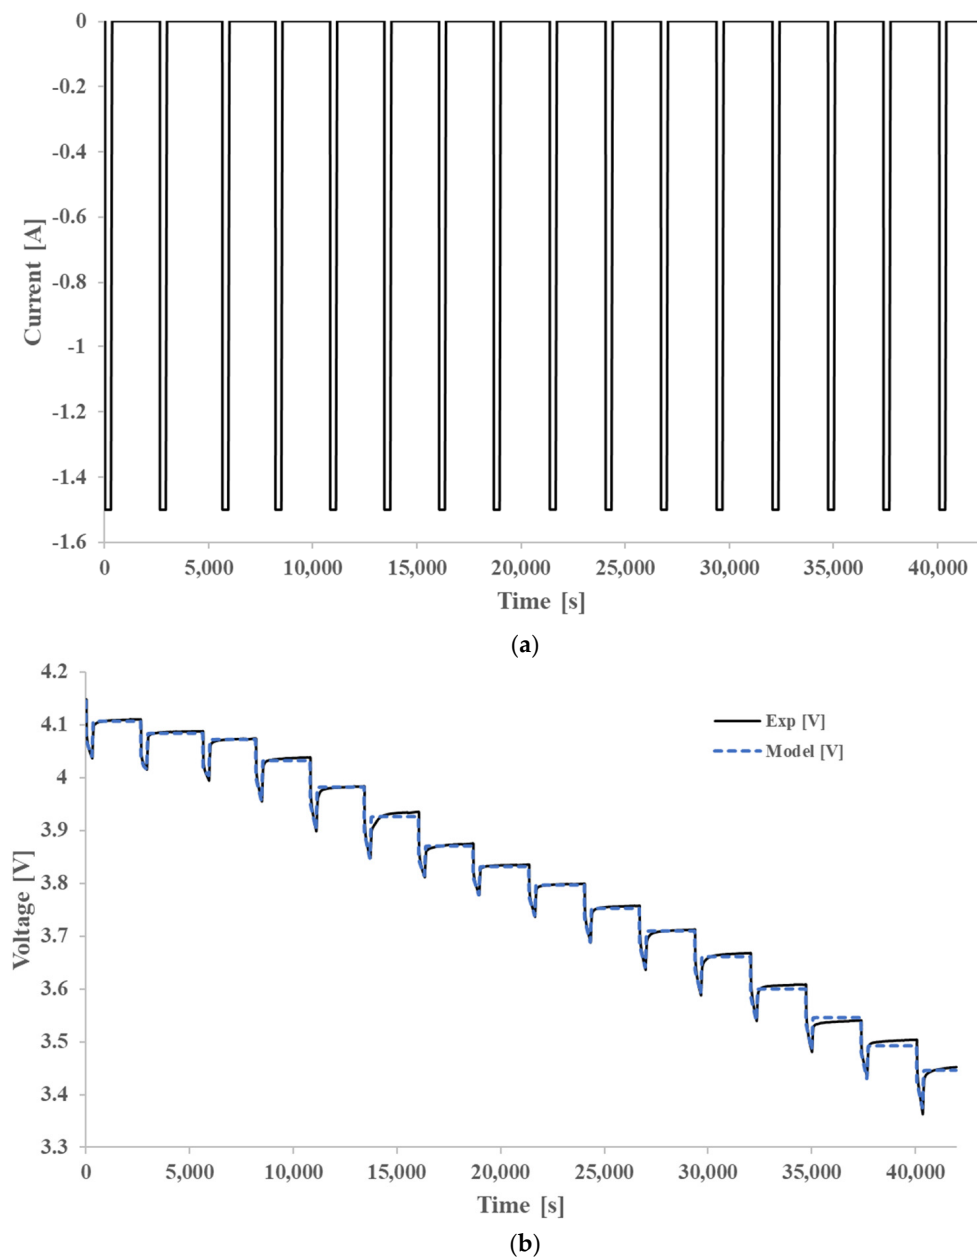 0
-0.2
-0.4
-0.6
-0.8
-1
-1.2
-1.4
-1.6
Current [A]
0 5,000 10,000 15,000 20,000 25,000 30,000 35,000 40,000
Time [s]
(a)
4.2
4.1
4
3.9
3.8
3.7
3.6
3.5
3.4
3.3
Voltage [V]
Exp [V]
Model [V]
0 5,000 10,000 15,000 20,000 25,000 30,000 35,000 40,000
Time [s]
(b)